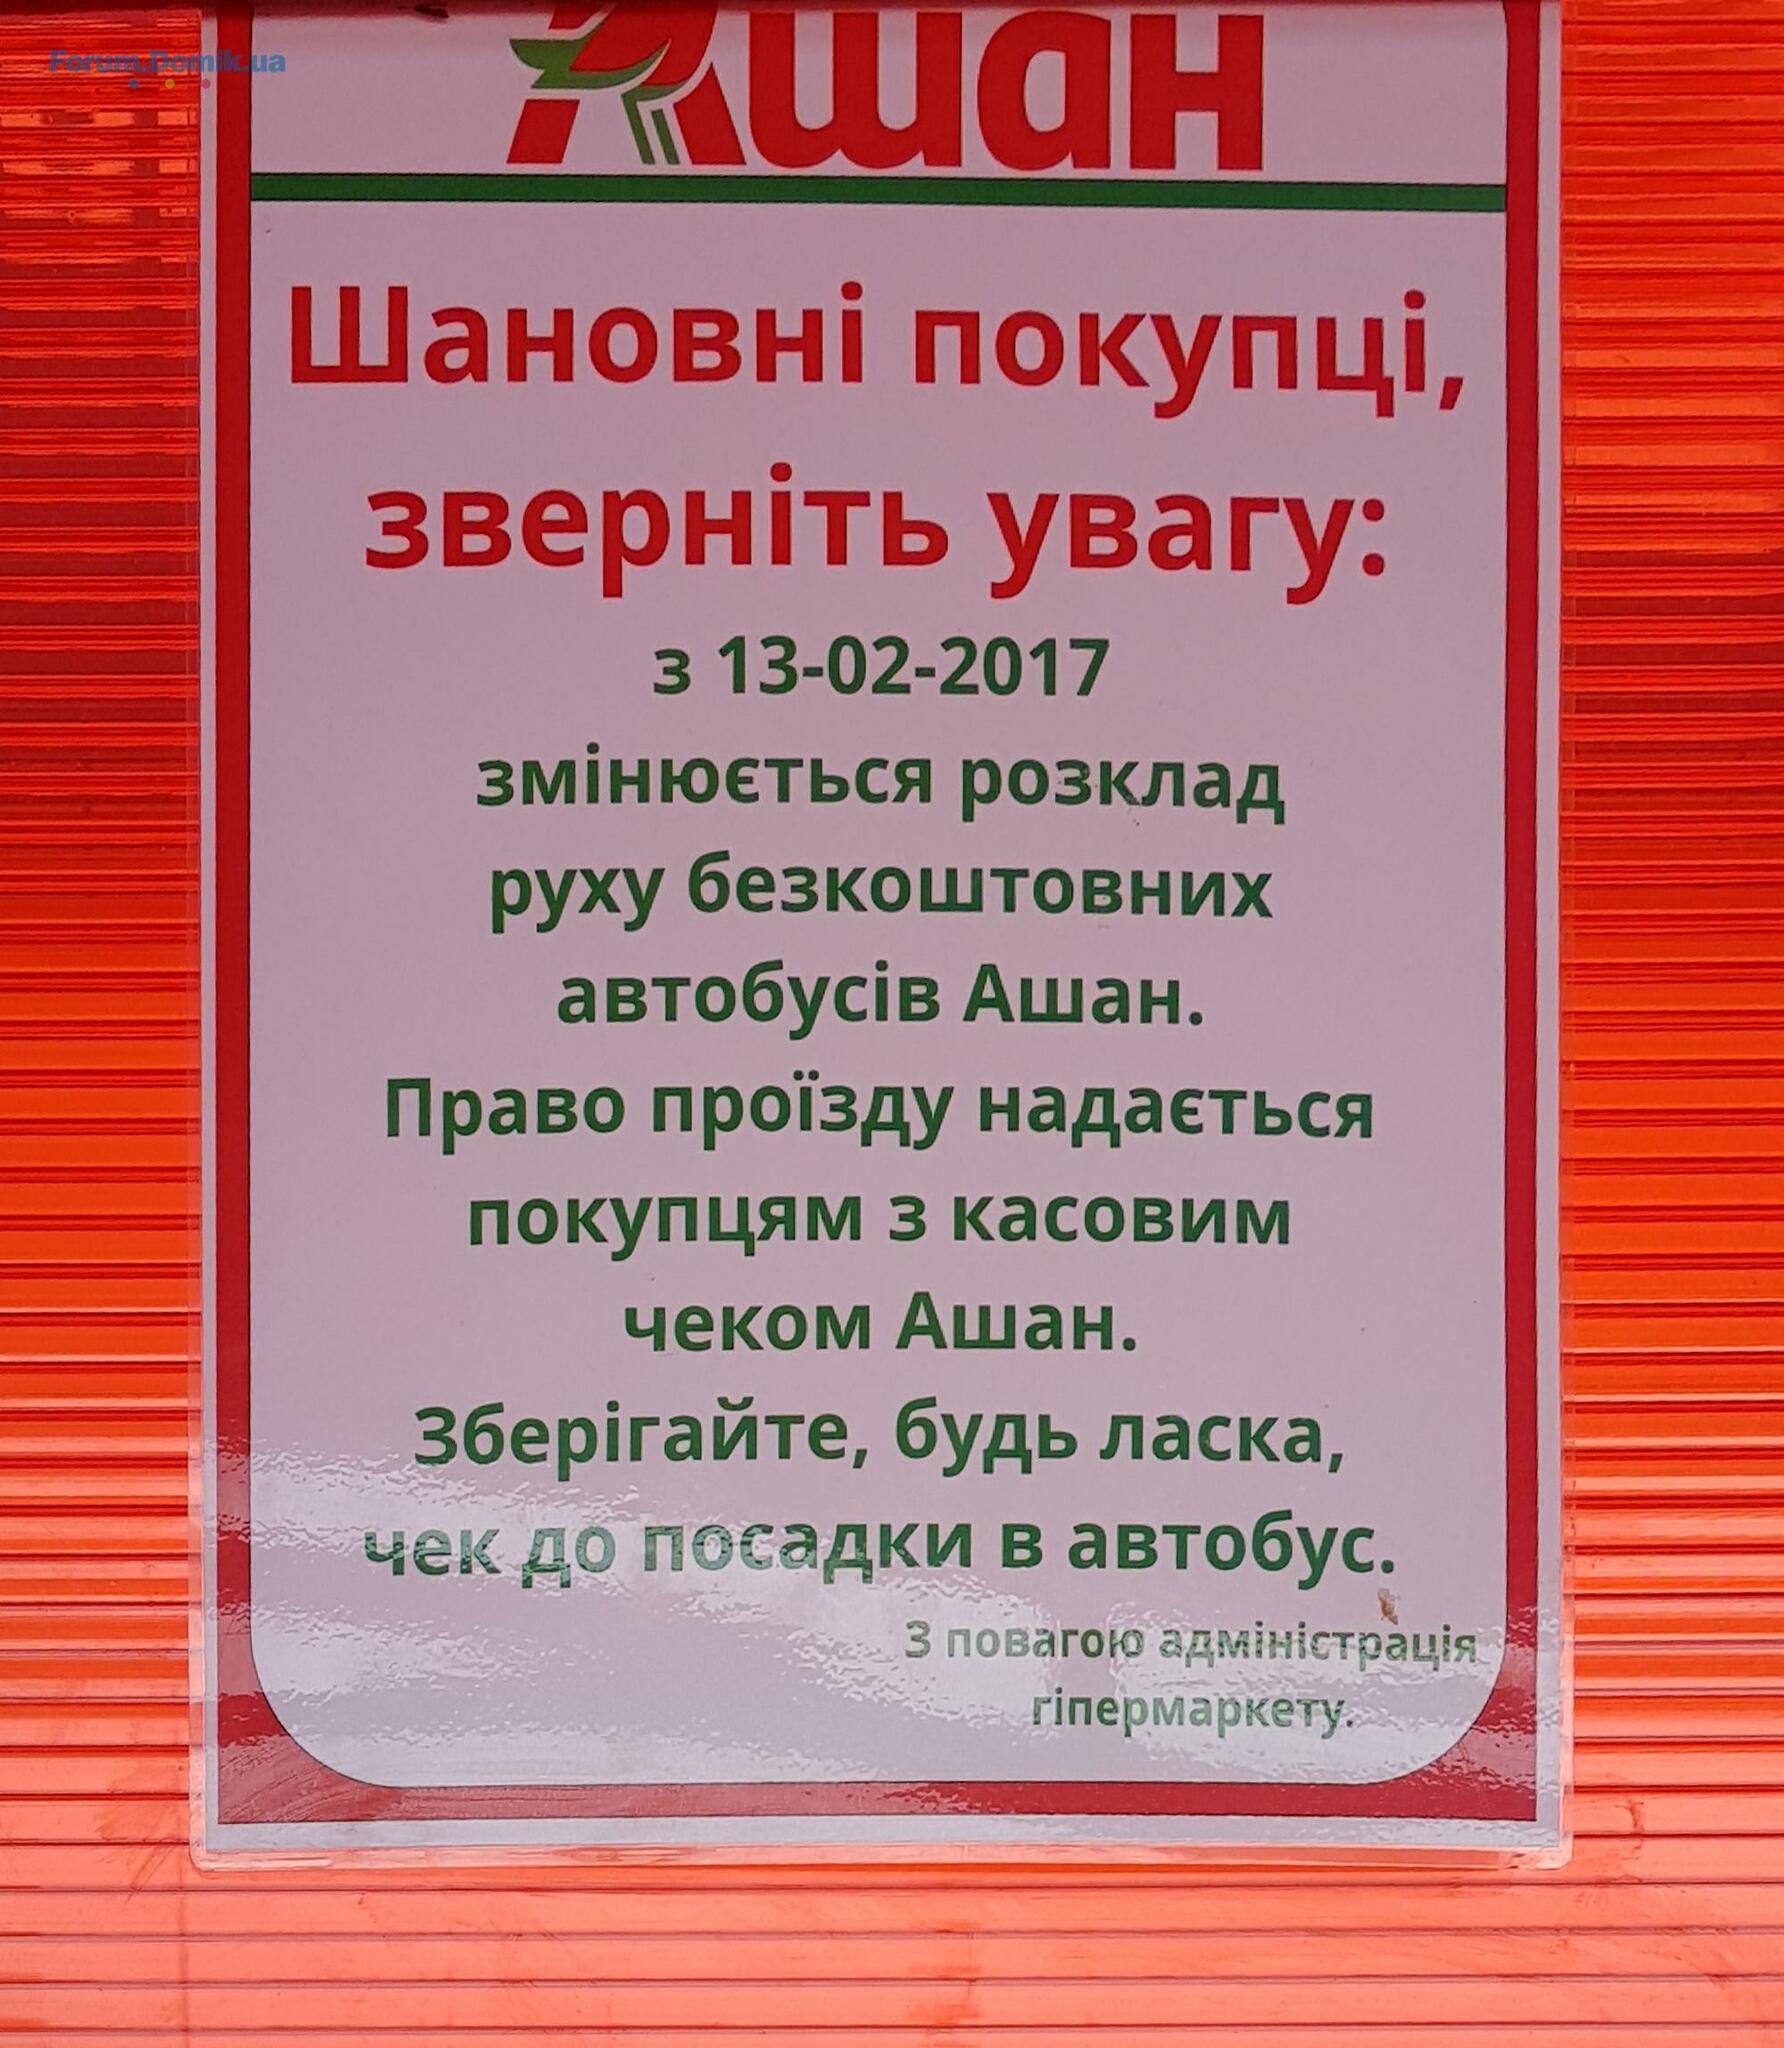 Forum.Domik.ua
Ашан
Шановні покупці,
зверніть увагу:
з 13-02-2017
змінюється розклад
руху безкоштовних
автобусів Ашан.
Право проїзду надається
покупцям з касовим
чеком Ашан.
Зберігайте, будь ласка,
чек до посадки в автобус.
З повагою адміністрація
гіпермаркету.